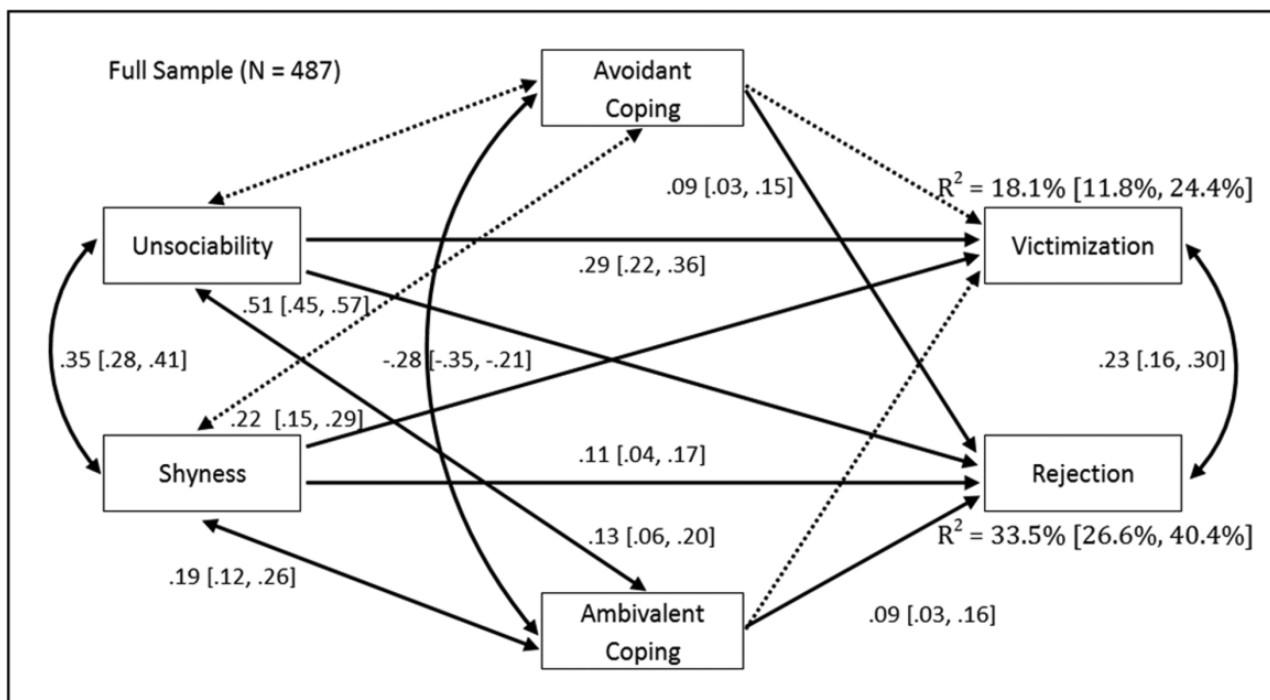 Full Sample (N = 487)
Avoidant
Coping
.09 [.03, .15]
R² = 18.1% [11.8%, 24.4%]
Unsociability
Victimization
.29 [.22, .36]
.51 [.45, .57]
.35 [.28, .41]
-.28 [-.35, -.21]
.23 [.16, .30]
.22 [.15, .29]
.11 [.04, .17]
Shyness
Rejection
.13 [.06, .20]
R² = 33.5% [26.6%, 40.4%]
.19 [.12, .26]
Ambivalent
Coping
.09 [.03, .16]